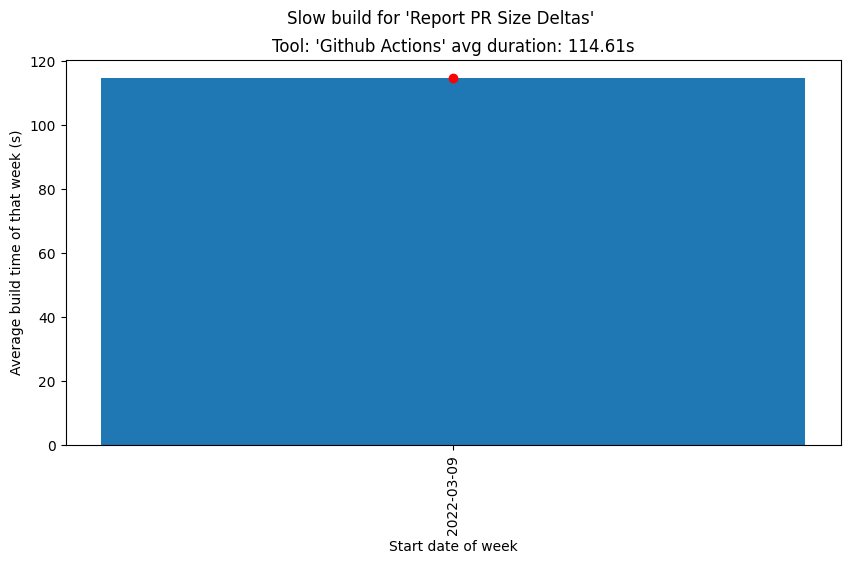 Slow build for 'Report PR Size Deltas'
Tool: 'Github Actions' avg duration: 114.61s
Average build time of that week (s)
120
100
80
60
40
20
0
2022-03-09
Start date of week